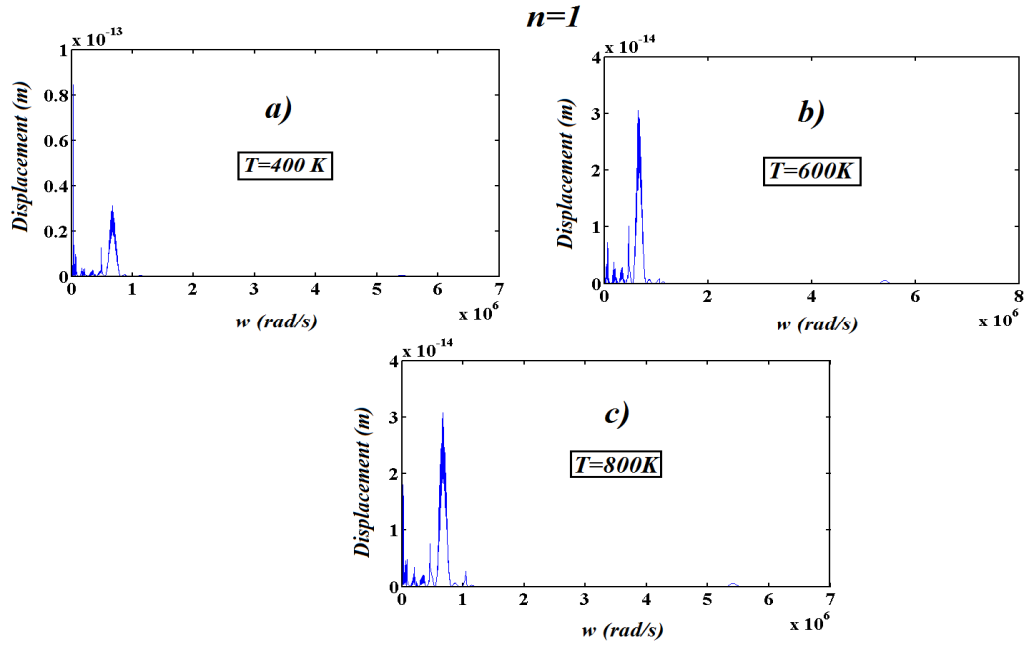 n=1
x 10-13
1
0.8
0.6
0.4
0.2
0
Displacement (m)
a)
T=400 K
0 1 2 3 4 5 6 7
x 10 6
w (rad/s)
x 10-14
4
3
2
1
0
Displacement (m)
b)
T=600K
0 2 4 6 8
x 10 6
w (rad/s)
x 10-14
4
3
2
1
0
Displacement (m)
c)
T=800K
0 1 2 3 4 5 6 7
x 10 6
w (rad/s)